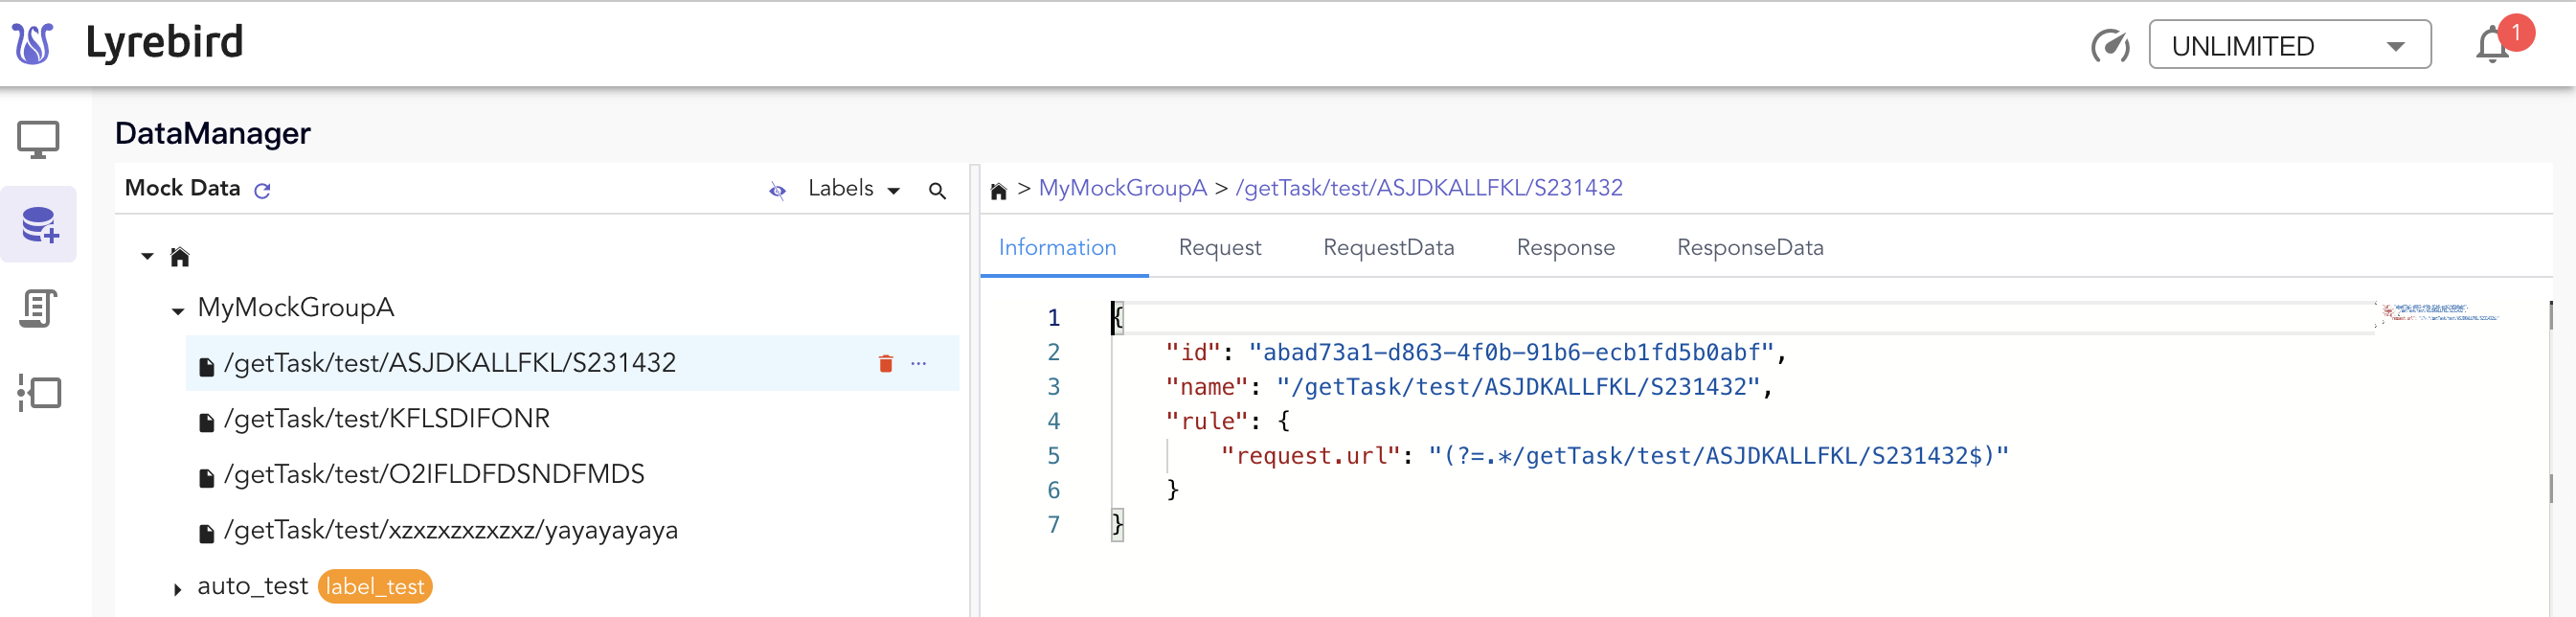 Lyrebird
UNLIMITED
1
DataManager
Mock Data
Labels
> MyMockGroupA > /getTask/test/ASJDKALLFKL/S231432
Information Request RequestData Response ResponseData
MyMockGroupA
/getTask/test/ASJDKALLFKL/S231432 ...
/getTask/test/KFLSDIFONR
/getTask/test/O2IFLDFDSNDFMDS
/getTask/test/xzxzxzxzxzxz/yayayayaya
auto_test label_test
1 {
2 "id": "abad73a1-d863-4f0b-91b6-ecb1fd5b0abf",
3 "name": "/getTask/test/ASJDKALLFKL/S231432",
4 "rule": {
5 "request.url": "(?=.*/getTask/test/ASJDKALLFKL/S231432$)"
6 }
7 }